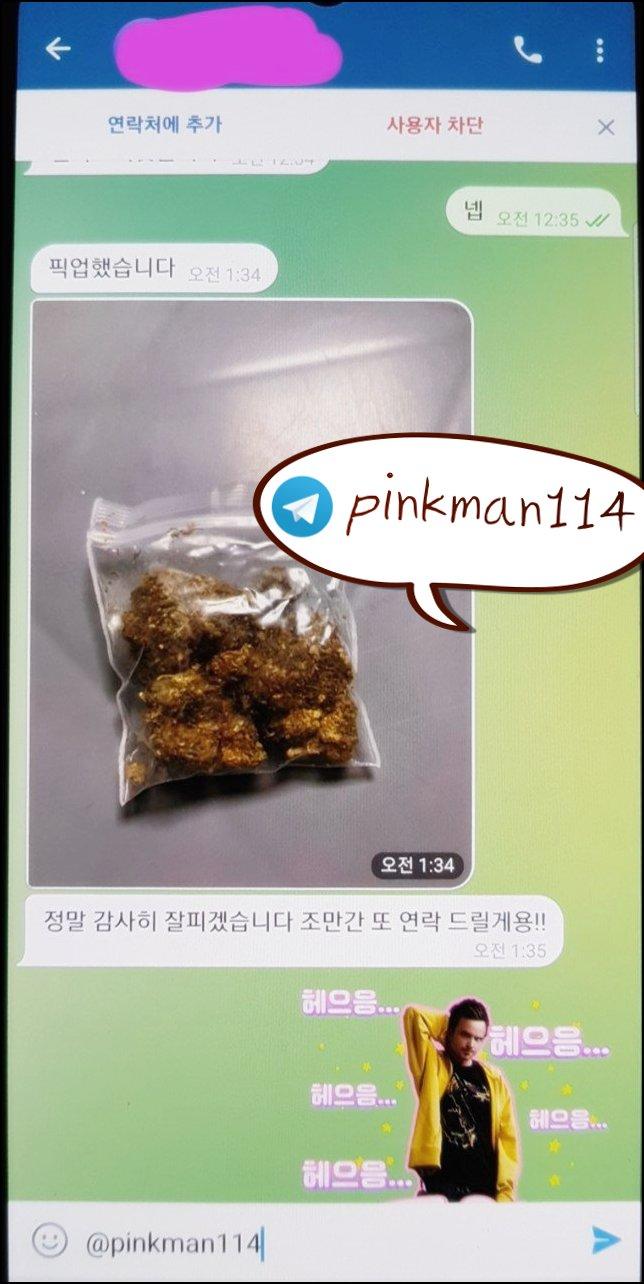 연락처에 추가
사용자 차단
넵 오전 12:35
픽업했습니다 오전 1:34
pinkman114
오전 1:34
정말 감사히 잘피겠습니다 조만간 또 연락 드릴게용!!
오전 1:35
헤으응...
헤으응...
헤으음...
헤으응...
헤으응...
@pinkman114